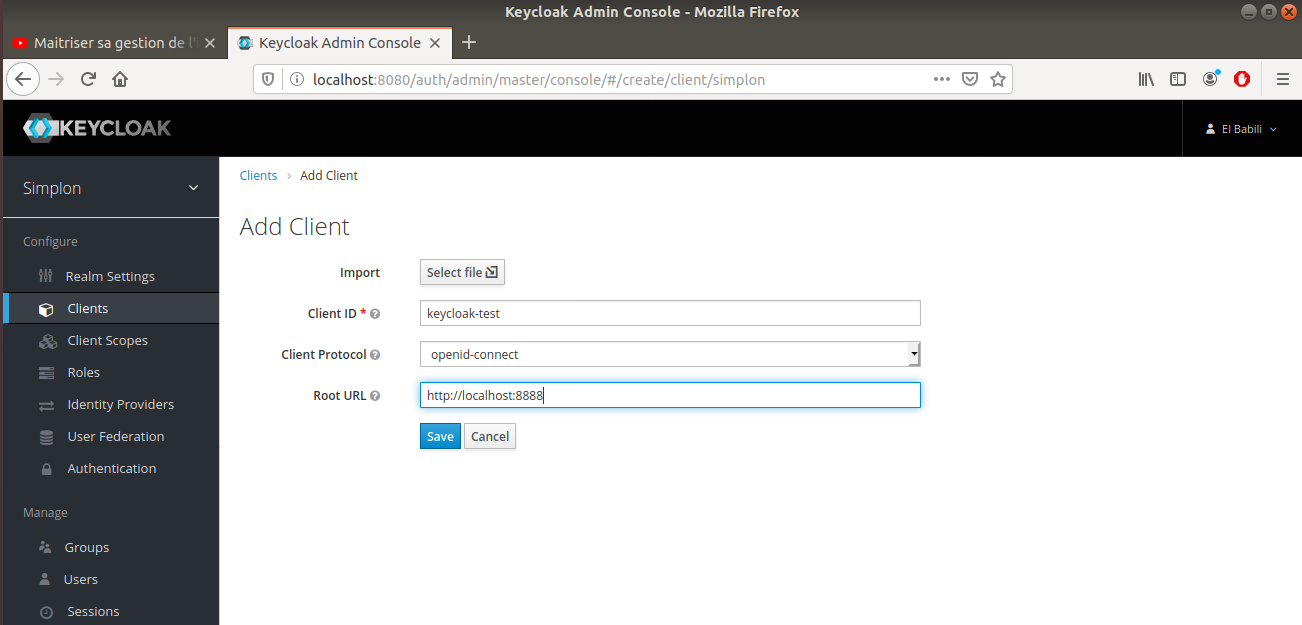 Keycloak Admin Console - Mozilla Firefox
Maitriser sa gestion de l'
Keycloak Admin Console
localhost:8080/auth/admin/master/console/#/create/client/simplon
KEYCLOAK
El Babili
Simplon
Clients > Add Client
Add Client
Configure
Import Select file
Realm Settings
Clients
Client ID * keycloak-test
Client Scopes
Client Protocol openid-connect
Roles
Root URL http://localhost:8888
Identity Providers
User Federation
Save Cancel
Authentication
Manage
Groups
Users
Sessions